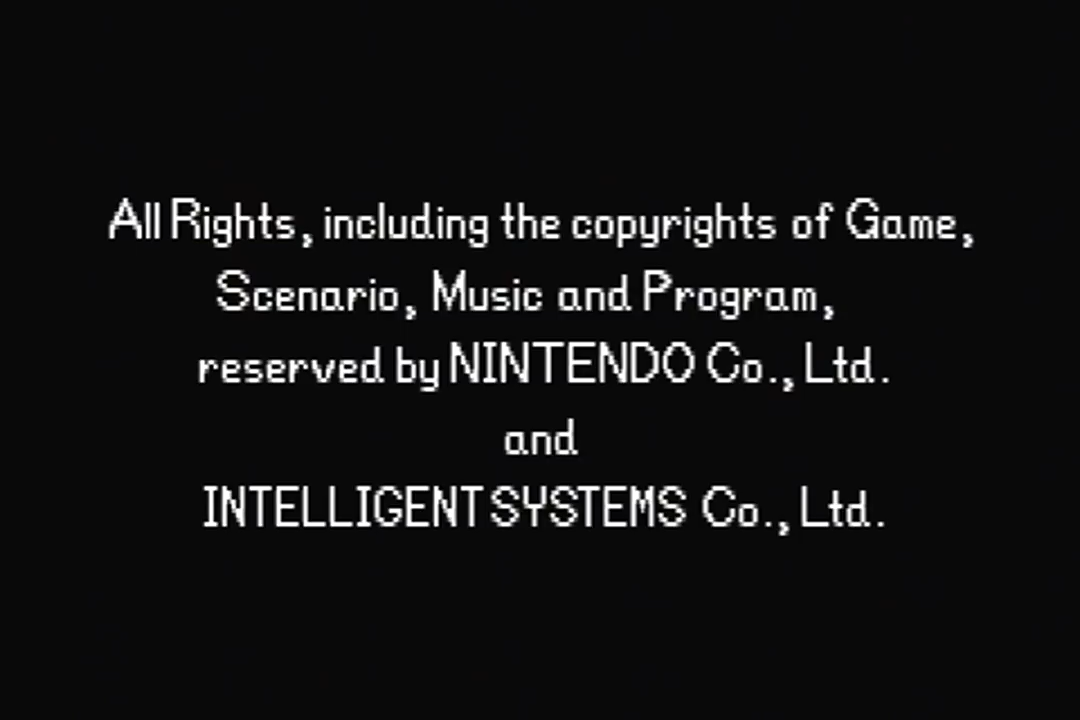 All Rights, including the copyrights of Game,
Scenario, Music and Program,
reserved by NINTENDO Co., Ltd.
and
INTELLIGENT SYSTEMS Co., Ltd.